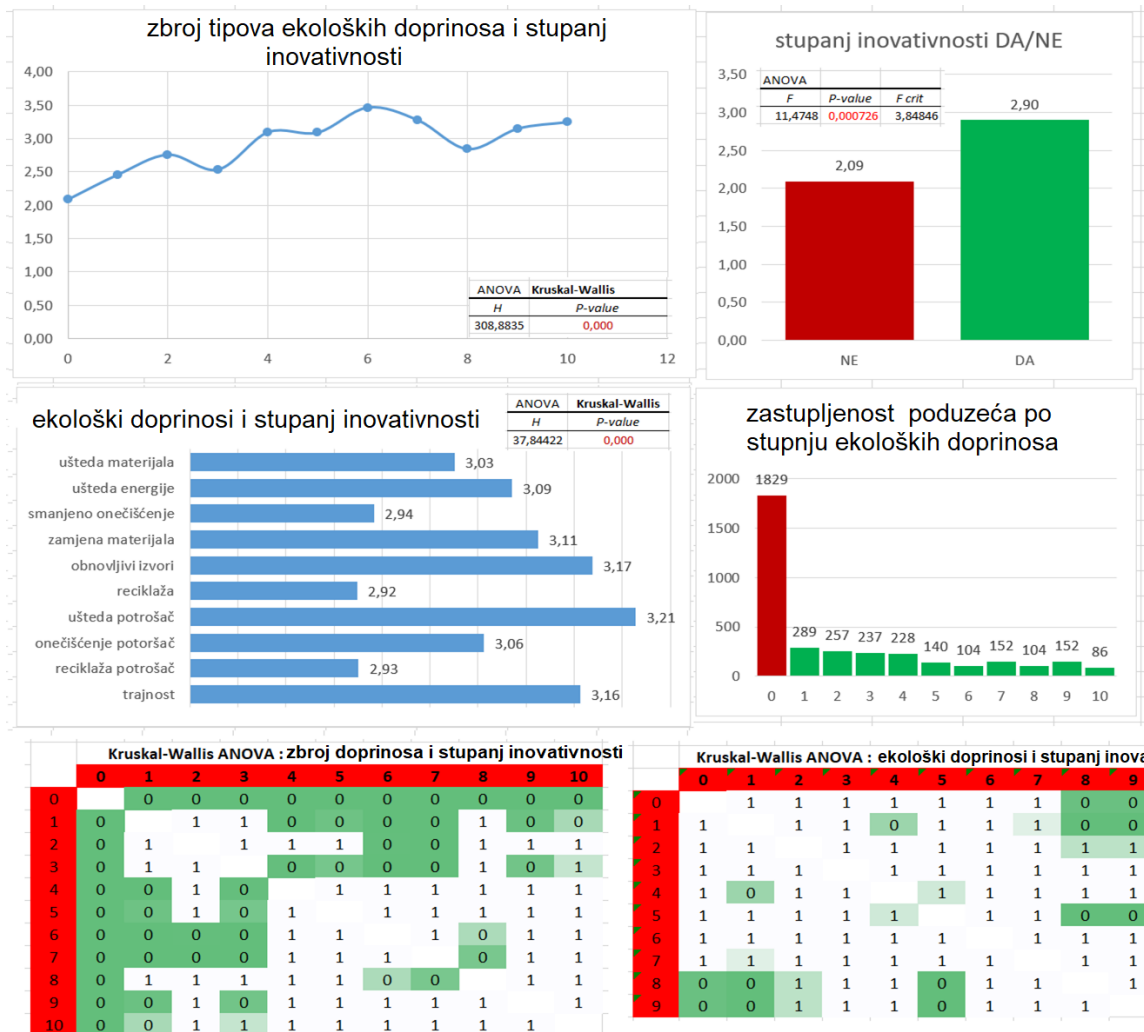 zbroj tipova ekoloških doprinosa i stupanj
inovativnosti
4,00
3,50
3,00
2,50
2,00
1,50
1,00
0,50
0,00
0 2 4 6 8 10 12
ANOVA Kruskal-Wallis
H P-value
308,8835 0,000
stupanj inovativnosti DA/NE
3,50
3,00
2,50
2,00
1,50
1,00
0,50
0,00
ANOVA
F P-value F crit
11,4748 0,000726 3,84846
2,09
2,90
NE DA
ekološki doprinosi i stupanj inovativnosti
ANOVA Kruskal-Wallis
H P-value
37,84422 0,000
ušteda materijala 3,03
ušteda energije 3,09
smanjeno onečišćenje 2,94
zamjena materijala 3,11
obnovljivi izvori 3,17
reciklaža 2,92
ušteda potrošač 3,21
onečišćenje potoršač 3,06
reciklaža potrošač 2,93
trajnost 3,16
zastupljenost poduzeća po
stupnju ekoloških doprinosa
2000
1500
1000
500
0
1829 289 257 237 228 140 104 152 104 152 86
0 1 2 3 4 5 6 7 8 9 10
Kruskal-Wallis ANOVA : zbroj doprinosa i stupanj inovativnosti
0 1 2 3 4 5 6 7 8 9 10
0 0 0 0 0 0 0 0 0 0 0
1 0 1 1 0 0 0 0 1 0 0
2 0 1 1 1 1 0 0 1 1 1
3 0 1 1 0 0 0 0 1 0 1
4 0 0 1 0 1 1 1 1 1 1
5 0 0 1 0 1 1 1 1 1 1
6 0 0 0 0 1 1 1 0 1 1
7 0 0 0 0 1 1 1 0 1 1
8 0 1 1 1 1 1 0 0 1 1
9 0 0 1 0 1 1 1 1 1 1
10 0 0 1 1 1 1 1 1 1 1
Kruskal-Wallis ANOVA : ekološki doprinosi i stupanj inova
0 1 2 3 4 5 6 7 8 9
0 1 1 1 1 1 1 1 0 0
1 1 1 1 0 1 1 1 0 0
2 1 1 1 1 1 1 1 1 1
3 1 1 1 1 1 1 1 1 1
4 1 0 1 1 1 1 1 1 1
5 1 1 1 1 1 1 1 0 0
6 1 1 1 1 1 1 1 1 1
7 1 1 1 1 1 1 1 1 1
8 0 0 1 1 1 0 1 1 1
9 0 0 1 1 1 0 1 1 1